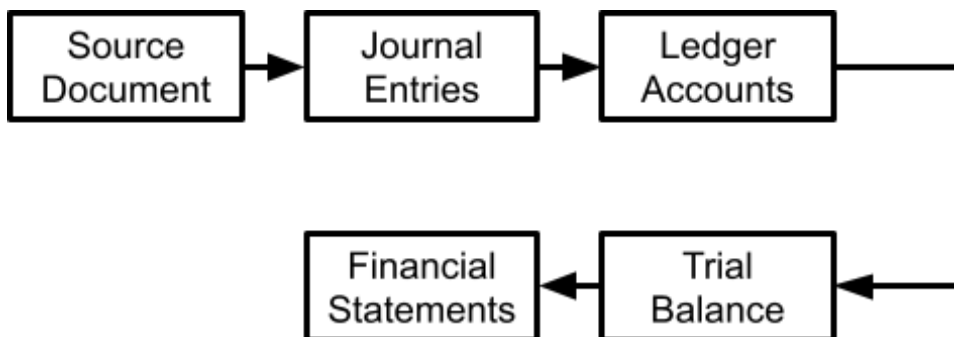 Source
Document
Journal
Entries
Ledger
Accounts
Trial
Balance
Financial
Statements